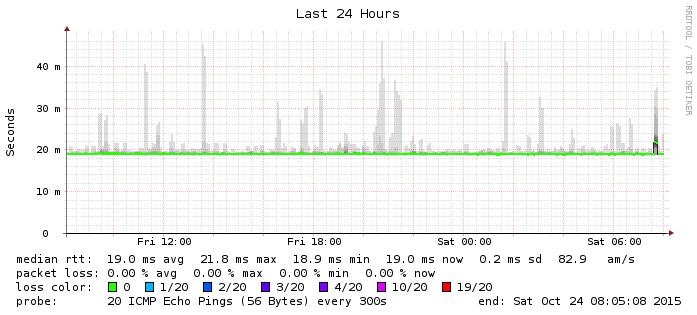 Last 24 Hours
RRDTOOL / TOBI OETIKER
Seconds
40 m
30 m
20 m
10 m
0
Fri 12:00 Fri 18:00 Sat 00:00 Sat 06:00
median rtt: 19.0 ms avg 21.8 ms max 18.9 ms min 19.0 ms now 0.2 ms sd 82.9 am/s
packet loss: 0.00 % avg 0.00 % max 0.00 % min 0.00 % now
loss color: 0 1/20 2/20 3/20 4/20 10/20 19/20
probe: 20 ICMP Echo Pings (56 Bytes) every 300s end: Sat Oct 24 08:05:08 2015